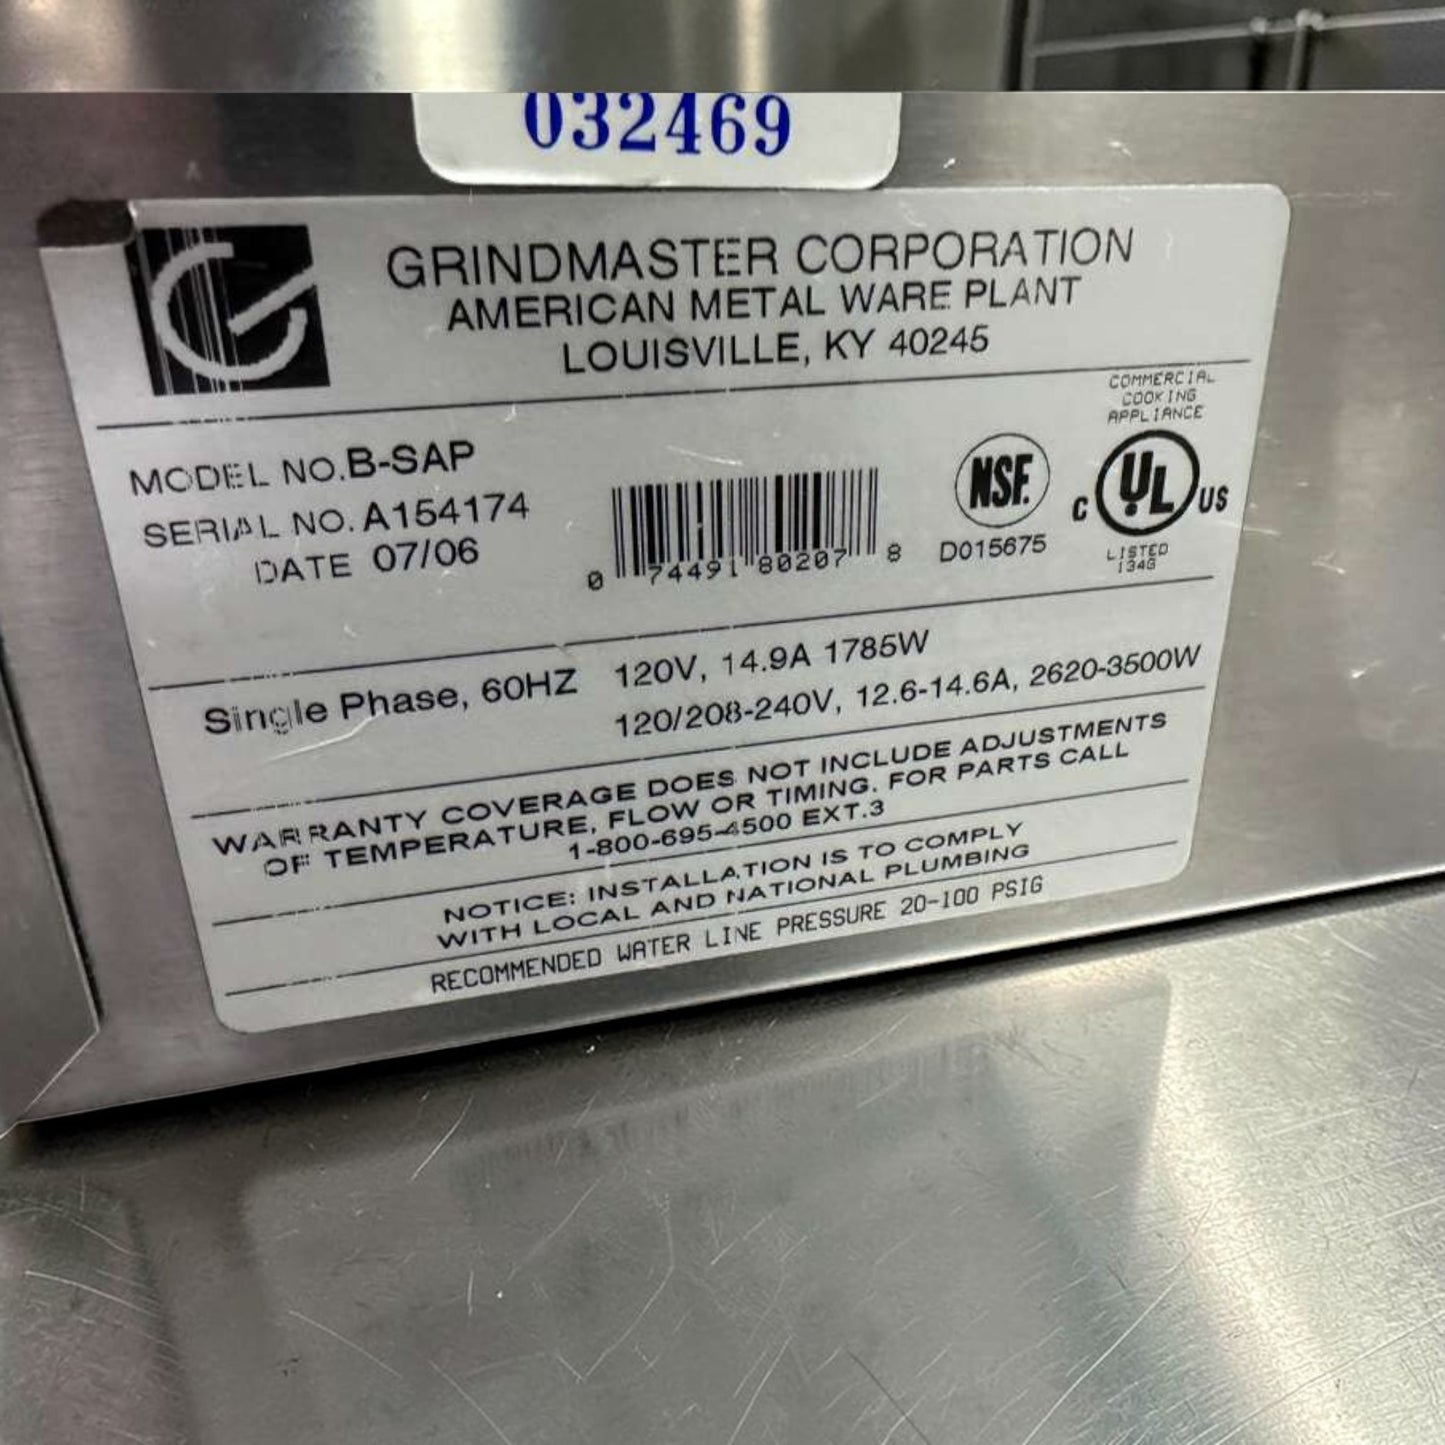 032469
GRINDMASTER CORPORATION
AMERICAN METAL WARE PLANT
LOUISVILLE, KY 40245
COMMERCIAL
COOKING
APPLIANCE
MODEL NO. B-SAP
SERIAL NO. A154174
DATE 07/06
0 74491 80207 8
NSF.
D015675
C UL US
LISTED
134G
Single Phase, 60HZ 120V, 14.9A 1785W
120/208-240V, 12.6-14.6A, 2620-3500W
WARRANTY COVERAGE DOES NOT INCLUDE ADJUSTMENTS
OF TEMPERATURE, FLOW OR TIMING. FOR PARTS CALL
1-800-695-4500 EXT.3
NOTICE: INSTALLATION IS TO COMPLY
WITH LOCAL AND NATIONAL PLUMBING
RECOMMENDED WATER LINE PRESSURE 20-100 PSIG